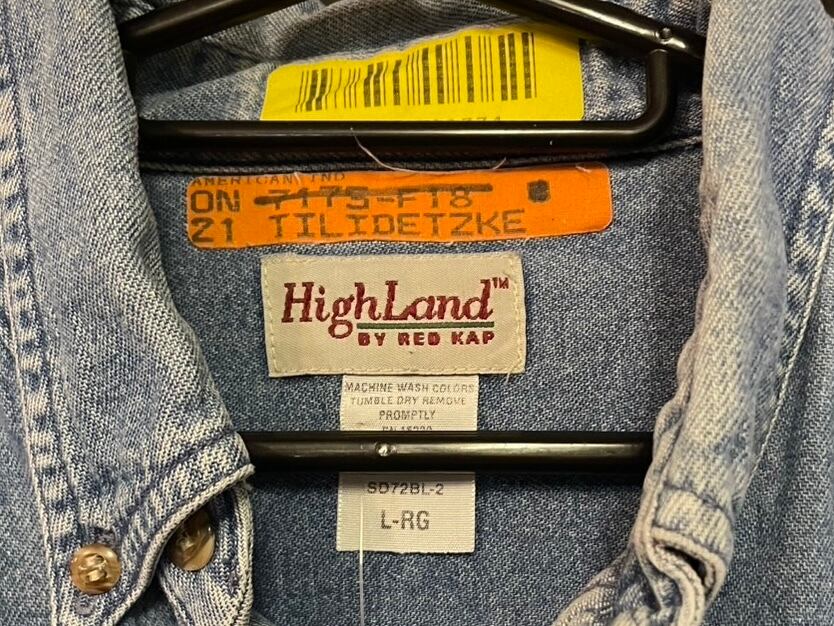 AMERICAN IND
ON 7175-FT8
21 TILIDETZKE
HighLand™
BY RED KAP
MACHINE WASH COLORS
TUMBLE DRY REMOVE
PROMPTLY
SD72BL-2
L-RG